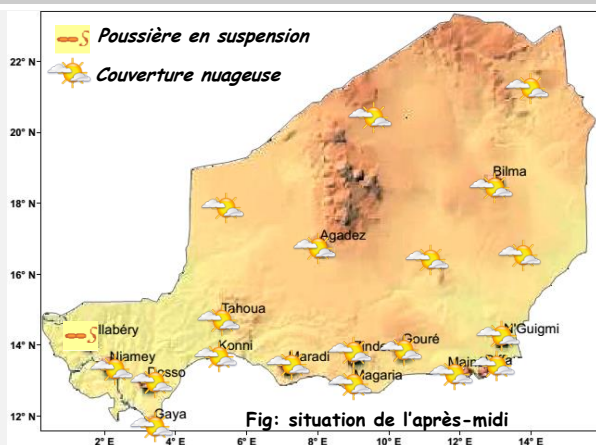 S Poussière en suspension
Couverture nuageuse
22° N
20° N
Bilma
18° N
Agadez
16° N
Tahoua
14° N
S
llabéry
Konni
Maradi
Gouré
N'Guigmi
Niamey
Dosso
Magaria
12° N
Gaya
Fig: situation de l'après-midi
2° E
4° E
6° E
8° E
10° E
12° E
14° E